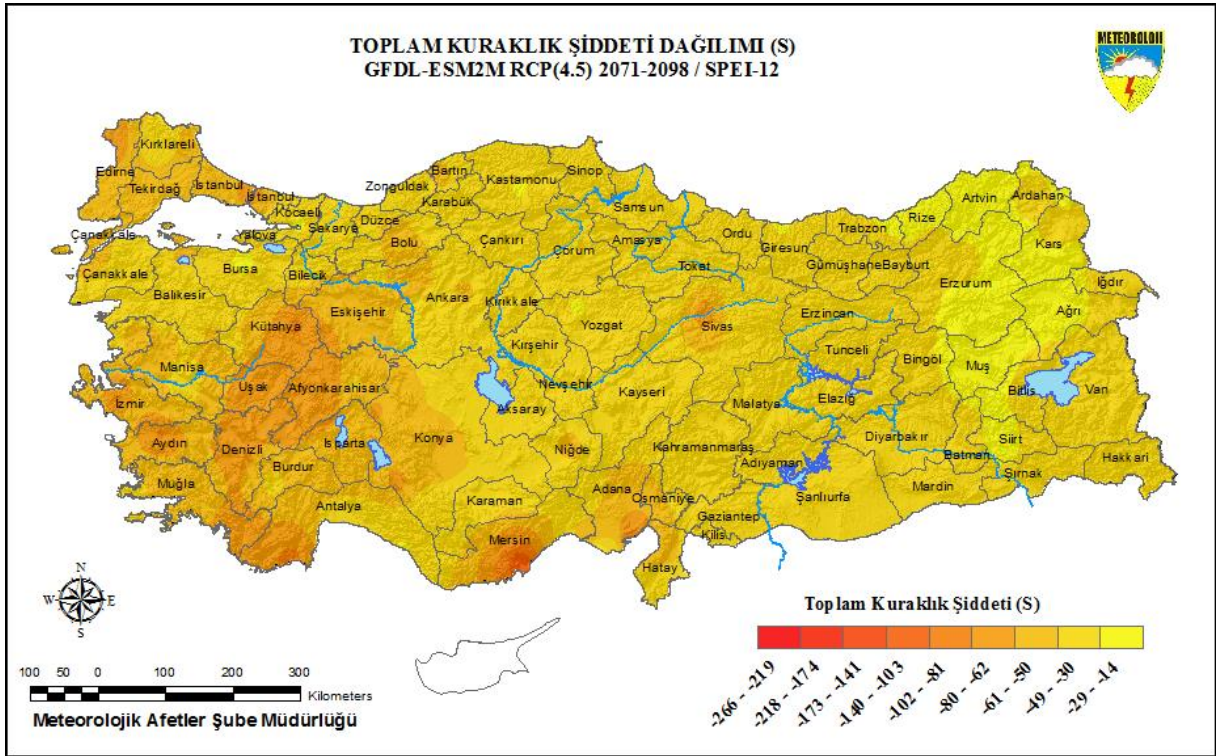 TOPLAM KURAKLIK ŞİDDETİ DAĞILIMI (S)
GFDL-ESM2M RCP(4.5) 2071-2098 / SPEI-12
METEOROLOJI
Kırklareli
Edirne
Tekirdağ
İstanbul
İstanbul
Kocaeli
Yalova
Sakarya
Düzce
Zonguldak
Bartın
Karabük
Kastamonu
Sinop
Samsun
Çankırı
Çorum
Amasya
Tokat
Ordu
Giresun
Trabzon
Rize
Artvin
Ardahan
Kars
Gümüşhane
Bayburt
Erzurum
Iğdır
Ağrı
Çanakkale
Çanakkale
Balıkesir
Bursa
Bilecik
Bolu
Ankara
Kırıkkale
Yozgat
Sivas
Erzincan
Tunceli
Bingöl
Muş
Bitlis
Van
Kütahya
Eskişehir
Kırşehir
Nevşehir
Kayseri
Malatya
Elazığ
Manisa
Uşak
Afyonkarahisar
Aksaray
İzmir
Aydın
Denizli
Isparta
Konya
Niğde
Kahramanmaraş
Adıyaman
Diyarbakır
Batman
Siirt
Şırnak
Hakkari
Mardin
Şanlıurfa
Burdur
Muğla
Antalya
Karaman
Mersin
Adana
Osmaniye
Gaziantep
Kilis
Hatay
N
W
E
S
100 50 0 100 200 300
Kilometers
Meteorolojik Afetler Şube Müdürlüğü
Toplam Kuraklık Şiddeti (S)
-266 - -219
-218 - -174
-173 - -141
-140 - -103
-102 - -81
-80 - -62
-61 - -50
-49 - -30
-29 - -14